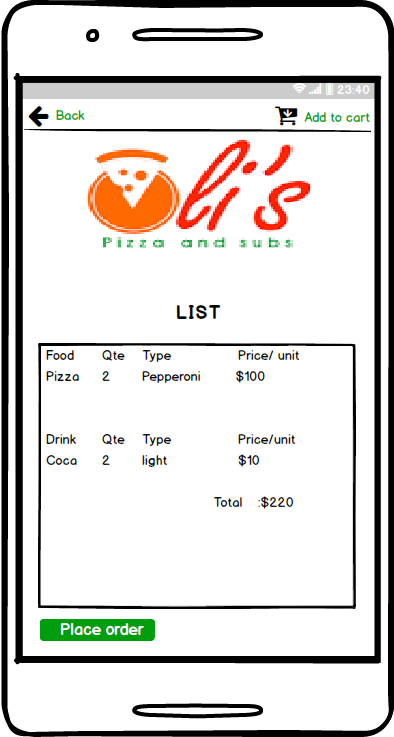 23:40
Back Add to cart
Oli's
Pizza and subs
LIST
Food Qte Type Price/ unit
Pizza 2 Pepperoni $100
Drink Qte Type Price/unit
Coca 2 light $10
Total :$220
Place order